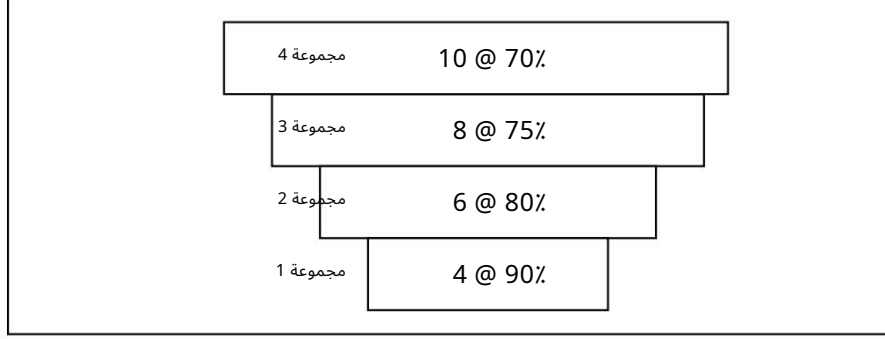 مجموعة 4 10 @ 70٪
مجموعة 3 8 @ 75٪
مجموعة 2 6 @ 80٪
مجموعة 1 4 @ 90٪